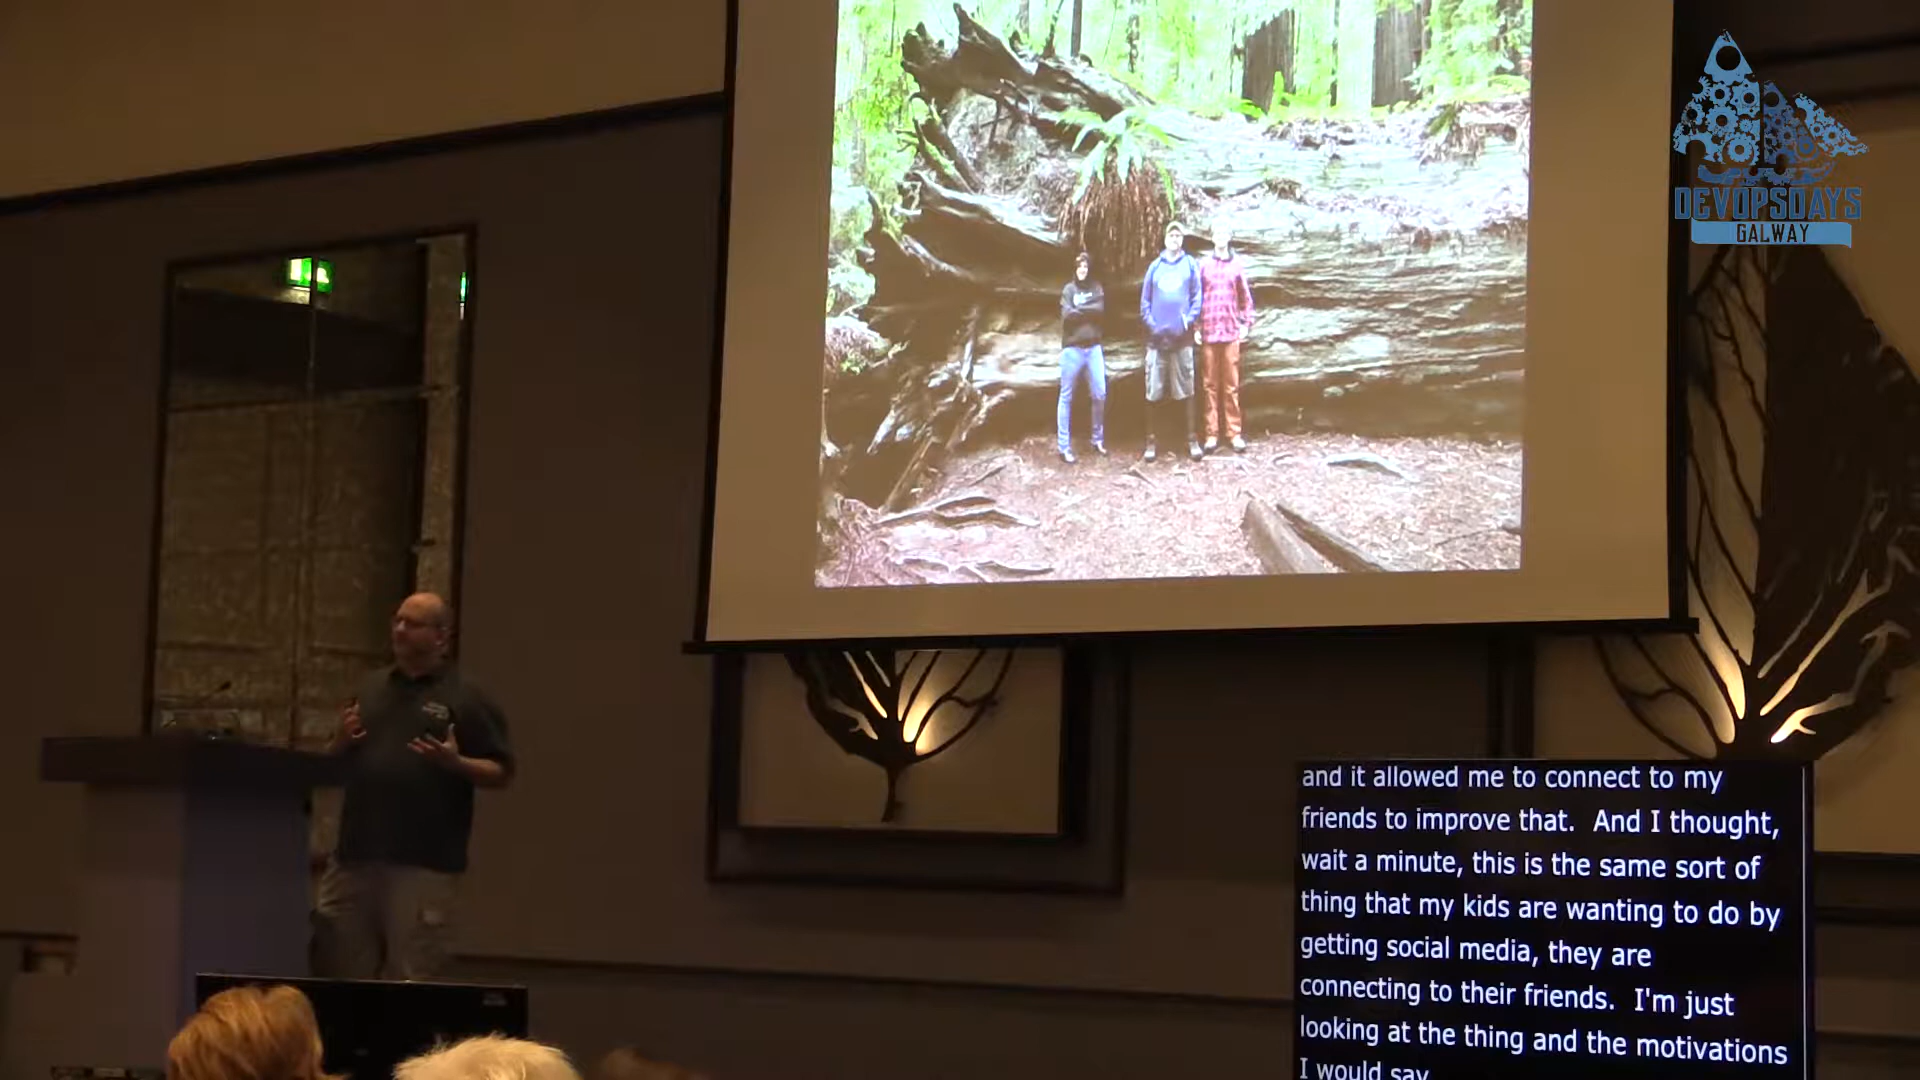 DEVOPSDAYS
GALWAY
and it allowed me to connect to my
friends to improve that.  And I thought,
wait a minute, this is the same sort of
thing that my kids are wanting to do by
getting social media, they are
connecting to their friends.  I'm just
looking at the thing and the motivations
I would say